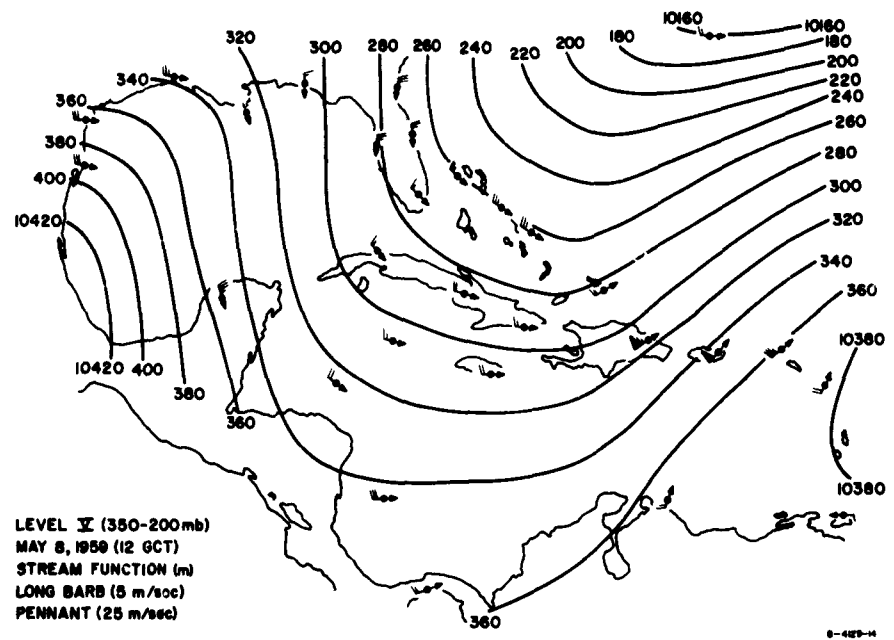 10160 10160
320 300 280 260 240 220 200 180 180
200
340 220
360 240
260
380 280
400 300
10420 320
340
360
10380
10420 400
380
360
10380
LEVEL V (350-200mb)
MAY 8, 1959 (12 GCT)
STREAM FUNCTION (m)
LONG BARB (5 m/sec)
PENNANT (25 m/sec)
360